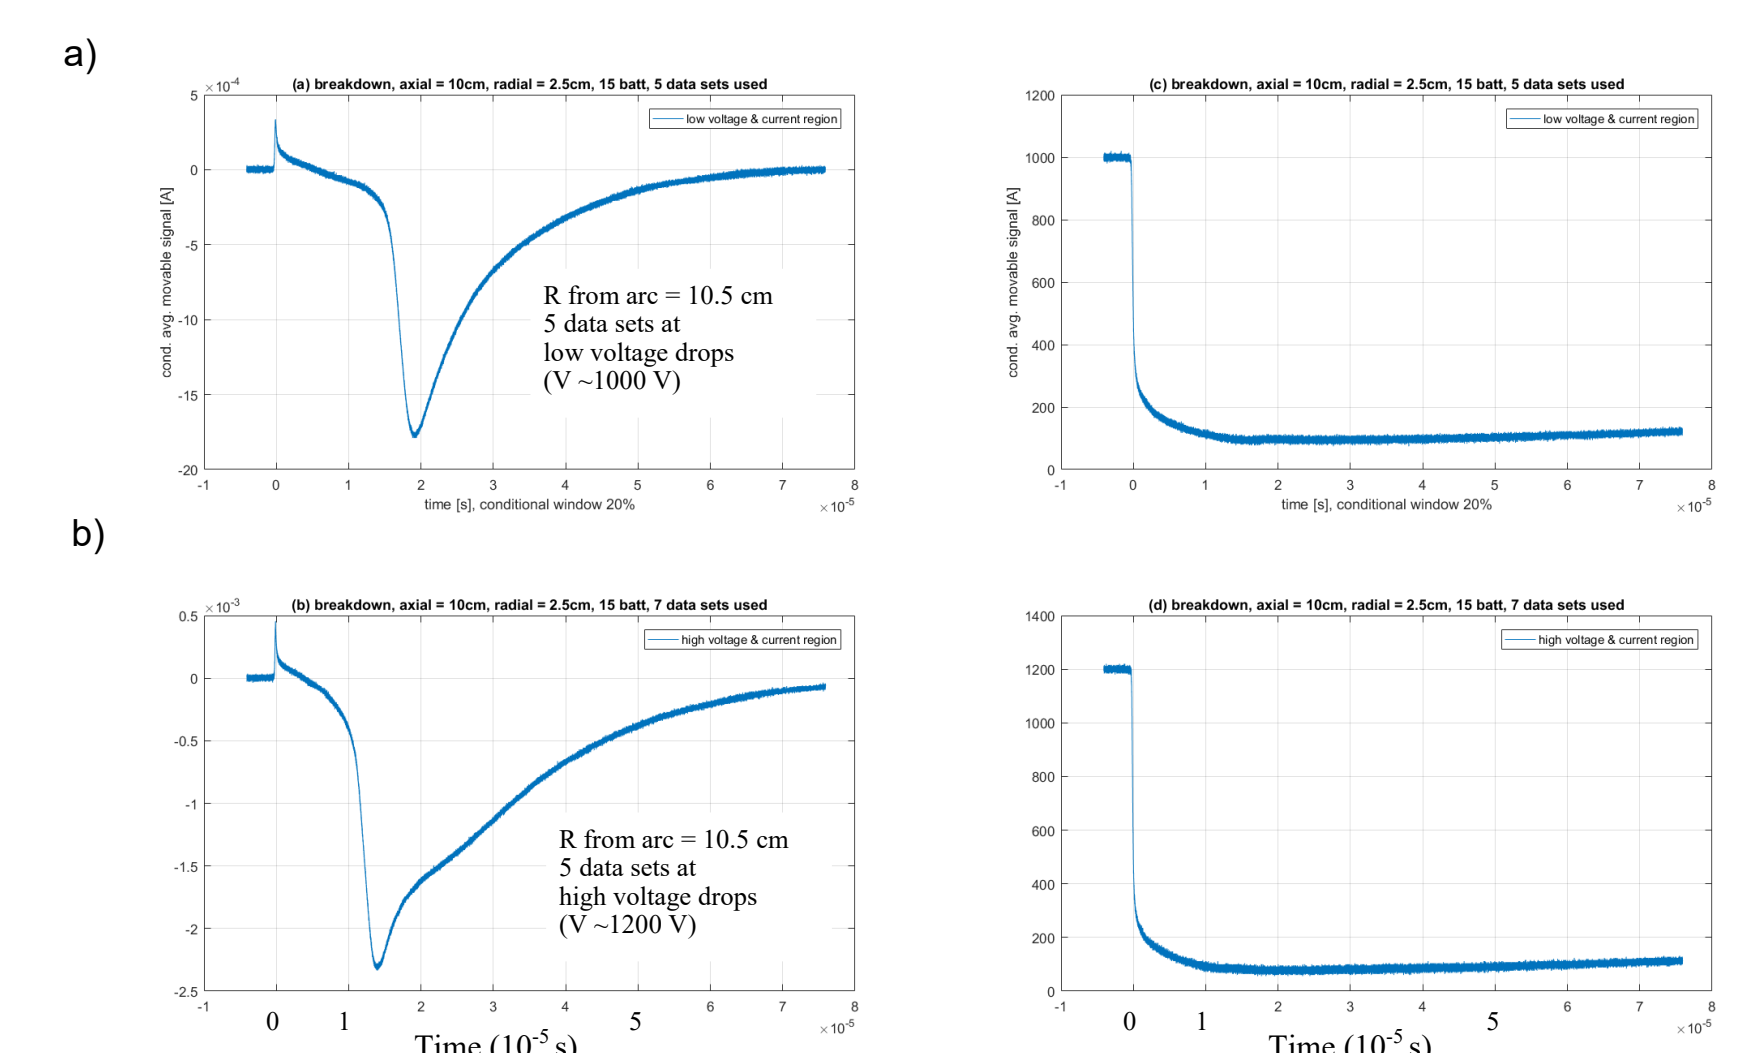 a)
(a) breakdown, axial = 10cm, radial = 2.5cm, 15 batt, 5 data sets used
×10-4
low voltage & current region
5
0
-5
-10
-15
-20
cond. avg. movable signal [A]
R from arc = 10.5 cm
5 data sets at
low voltage drops
(V ~1000 V)
-1 0 1 2 3 4 5 6 7 8
time [s], conditional window 20%
×10-5
(c) breakdown, axial = 10cm, radial = 2.5cm, 15 batt, 5 data sets used
low voltage & current region
1200
1000
800
600
400
200
0
cond. avg. movable signal [A]
-1 0 1 2 3 4 5 6 7 8
time [s], conditional window 20%
×10-5
b)
(b) breakdown, axial = 10cm, radial = 2.5cm, 15 batt, 7 data sets used
×10-3
high voltage & current region
0.5
0
-0.5
-1
-1.5
-2
-2.5
R from arc = 10.5 cm
5 data sets at
high voltage drops
(V ~1200 V)
-1 0 1 2 3 4 5 6 7 8
×10-5
0 1 5
Time (10-5 s)
(d) breakdown, axial = 10cm, radial = 2.5cm, 15 batt, 7 data sets used
high voltage & current region
1400
1200
1000
800
600
400
200
0
-1 0 1 2 3 4 5 6 7 8
×10-5
0 1 5
Time (10-5 s)